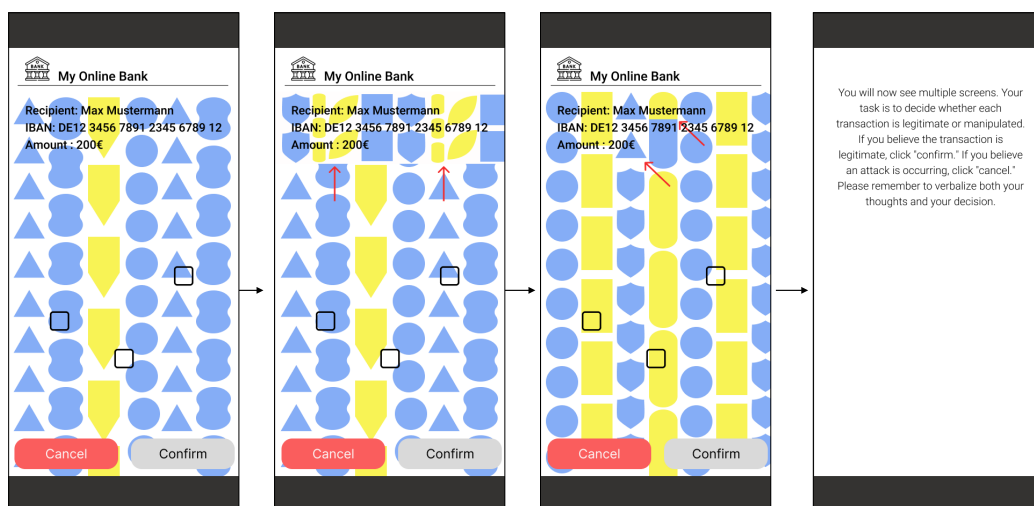 BANK
My Online Bank
Recipient: Max Mustermann
IBAN: DE12 3456 7891 2345 6789 12
Amount : 200€
Cancel
Confirm
BANK
My Online Bank
Recipient: Max Mustermann
IBAN: DE12 3456 7891 2345 6789 12
Amount : 200€
Cancel
Confirm
BANK
My Online Bank
Recipient: Max Mustermann
IBAN: DE12 3456 7891 2345 6789 12
Amount : 200€
Cancel
Confirm
You will now see multiple screens. Your
task is to decide whether each
transaction is legitimate or manipulated.
If you believe the transaction is
legitimate, click "confirm." If you believe
an attack is occurring, click "cancel."
Please remember to verbalize both your
thoughts and your decision.